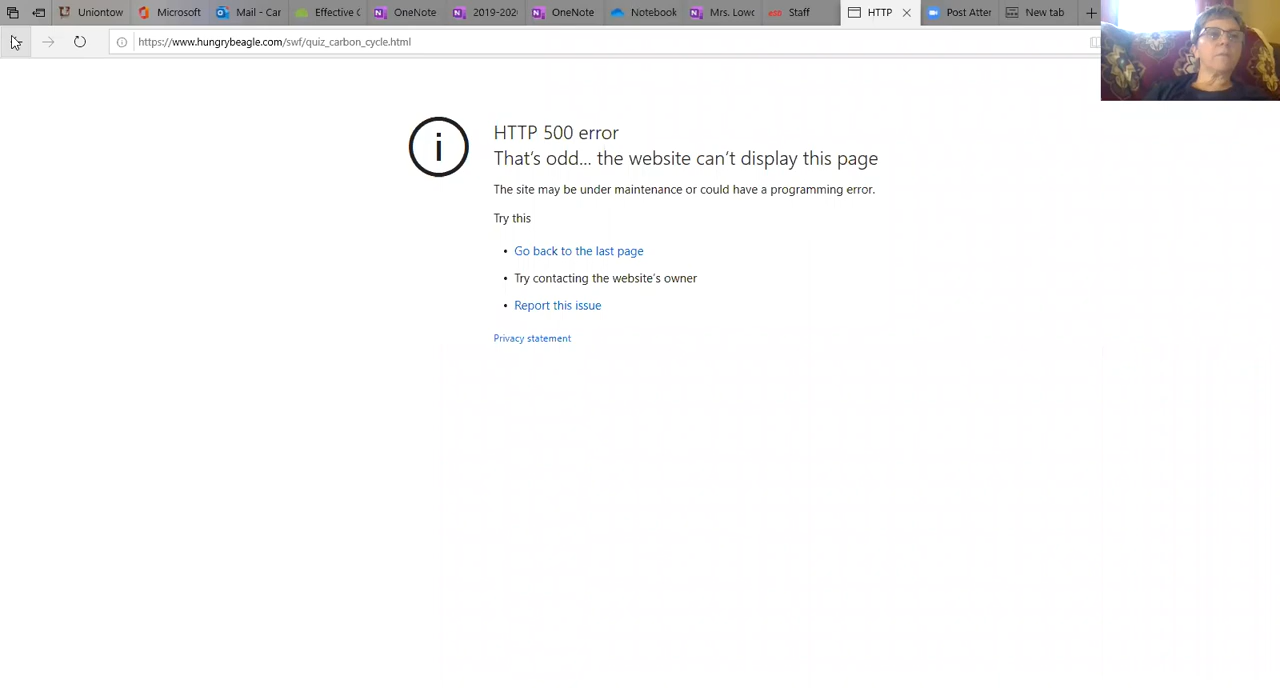 Uniontow Microsoft Mail - Car Effective C OneNote 2019-202 OneNote Notebook Mrs. Lowd eSD Staff HTTP Post Atter New tab
https://www.hungrybeagle.com/swf/quiz_carbon_cycle.html
HTTP 500 error
That's odd... the website can't display this page
The site may be under maintenance or could have a programming error.
Try this
• Go back to the last page
• Try contacting the website's owner
• Report this issue
Privacy statement